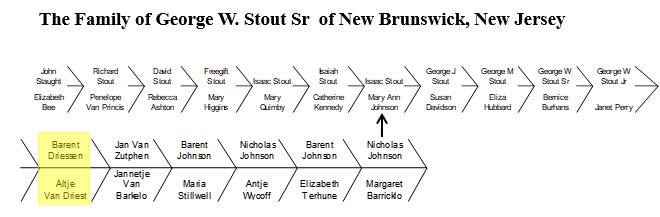 The Family of George W. Stout Sr of New Brunswick, New Jersey
John Staught
Richard Stout
David Stout
Freegift Stout
Isaac Stout
Isaiah Stout
Isaac Stout
George J Stout
George M Stout
George W Stout Sr
George W Stout Jr
Elizabeth Bee
Penelope Van Princis
Rebecca Ashton
Mary Higgins
Mary Quimby
Catherine Kennedy
Mary Ann Johnson
Susan Davidson
Eliza Hubbard
Bernice Burhans
Janet Perry
Barent Driessen
Jan Van Zutphen
Barent Johnson
Nicholas Johnson
Barent Johnson
Nicholas Johnson
Altje Van Driest
Jannetje Van Barkelo
Maria Stillwell
Antje Wycoff
Elizabeth Terhune
Margaret Barricklo